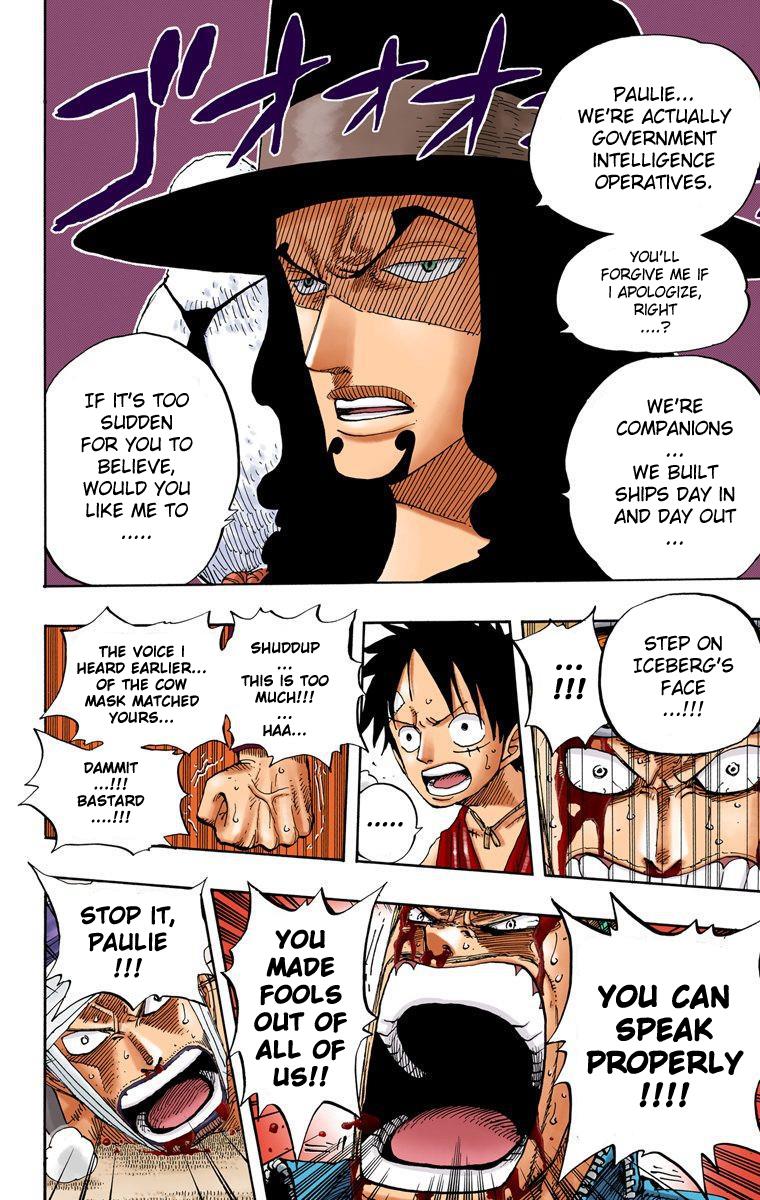 ゴオオオオ
PAULIE...
WE'RE ACTUALLY
GOVERNMENT
INTELLIGENCE
OPERATIVES.
YOU'LL
FORGIVE ME IF
I APOLOGIZE,
RIGHT
....?
WE'RE
COMPANIONS
...
WE BUILT
SHIPS DAY IN
AND DAY OUT
...
IF IT'S TOO
SUDDEN
FOR YOU TO
BELIEVE,
WOULD YOU
LIKE ME TO
.....
STEP ON
ICEBERG'S
FACE
...!!!
...
!!!
.....
SHUDDUP
...
THIS IS TOO
MUCH!!!
...
HAA...
THE VOICE I
HEARD EARLIER...
OF THE COW
MASK MATCHED
YOURS...
DAMMIT
...!!!
BASTARD
....!!!
YOU CAN
SPEAK
PROPERLY
!!!!
YOU
MADE
FOOLS
OUT OF
ALL OF
US!!
STOP IT,
PAULIE
!!!